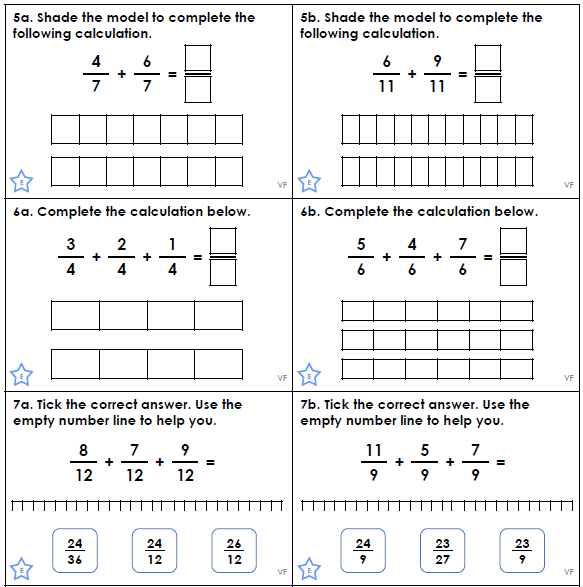 5a. Shade the model to complete the
following calculation.
4/7 + 6/7 =
E
VF
5b. Shade the model to complete the
following calculation.
6/11 + 9/11 =
E
VF
6a. Complete the calculation below.
3/4 + 2/4 + 1/4 =
E
VF
6b. Complete the calculation below.
5/6 + 4/6 + 7/6 =
E
VF
7a. Tick the correct answer. Use the
empty number line to help you.
8/12 + 7/12 + 9/12 =
24/36 24/12 26/12
E
VF
7b. Tick the correct answer. Use the
empty number line to help you.
11/9 + 5/9 + 7/9 =
24/9 23/27 23/9
E
VF